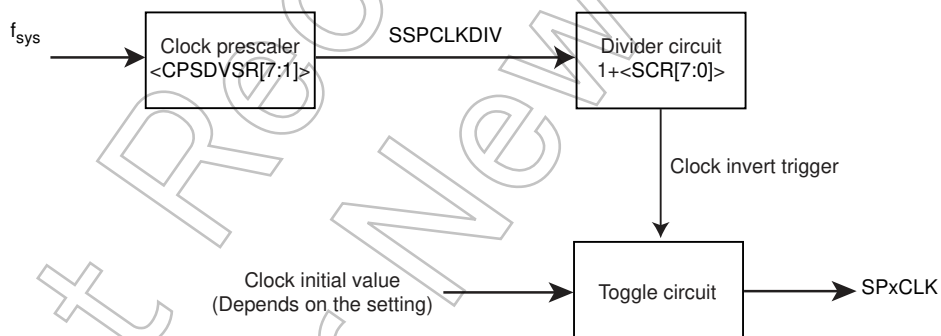 fsys
Clock prescaler
<CPSDVSR[7:1]>
SSPCLKDIV
Divider circuit
1+<SCR[7:0]>
Clock invert trigger
Clock initial value
(Depends on the setting)
Toggle circuit
SPxCLK